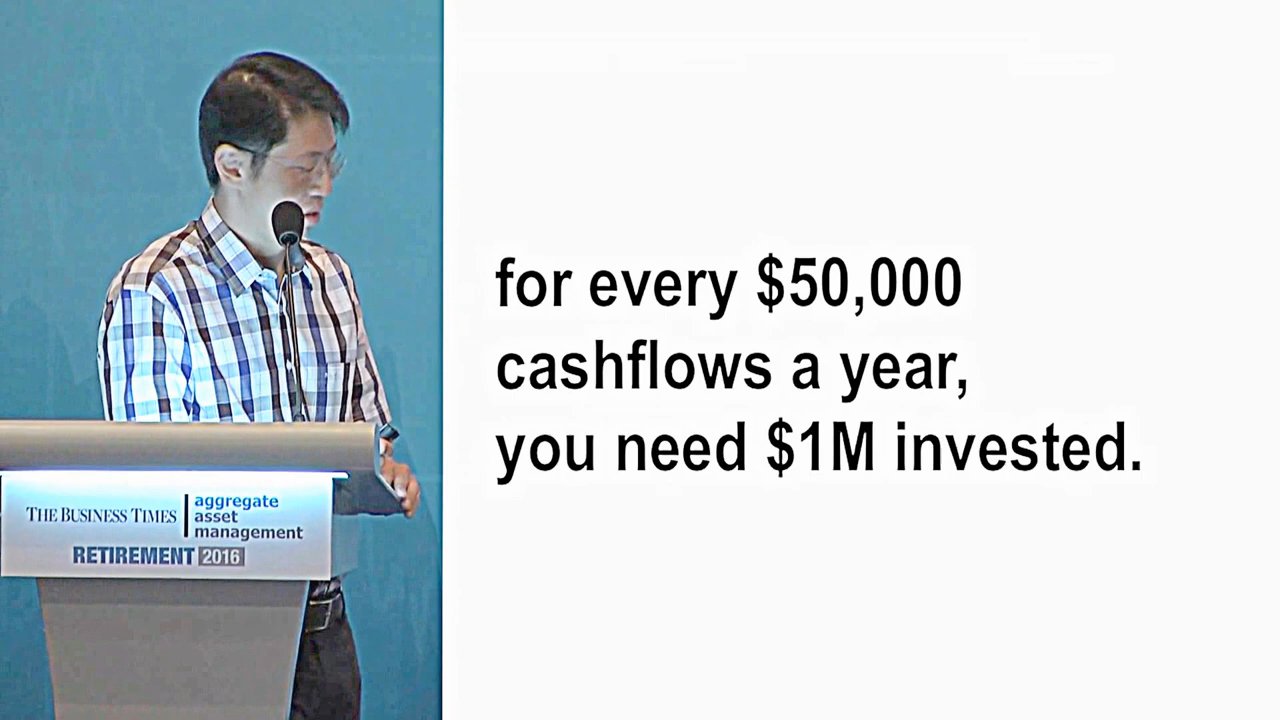 for every $50,000
cashflows a year,
you need $1M invested.
THE BUSINESS TIMES
aggregate
asset
management
RETIREMENT 2016